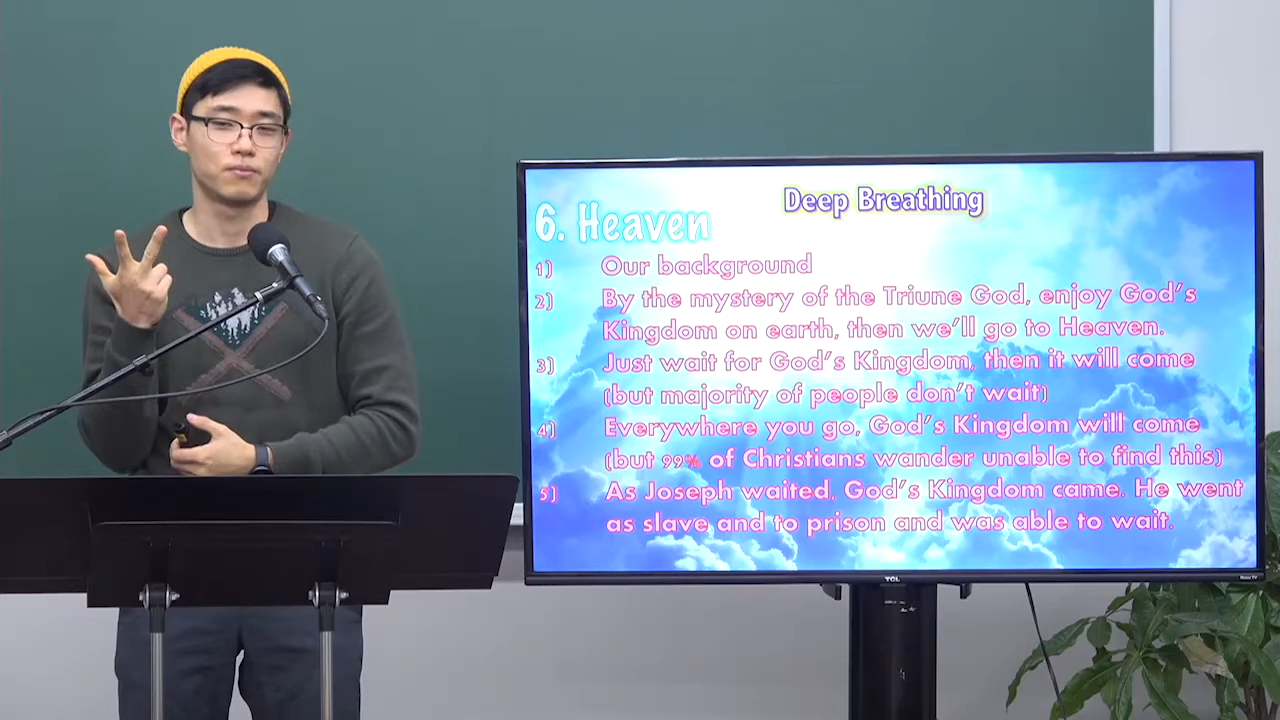 Deep Breathing
6. Heaven
1) Our background
2) By the mystery of the Triune God, enjoy God's
Kingdom on earth, then we'll go to Heaven.
3) Just wait for God's Kingdom, then it will come
(but majority of people don't wait)
4) Everywhere you go, God's Kingdom will come
(but 99% of Christians wander unable to find this)
5) As Joseph waited, God's Kingdom came. He went
as slave and to prison and was able to wait.
TCL
Roku TV